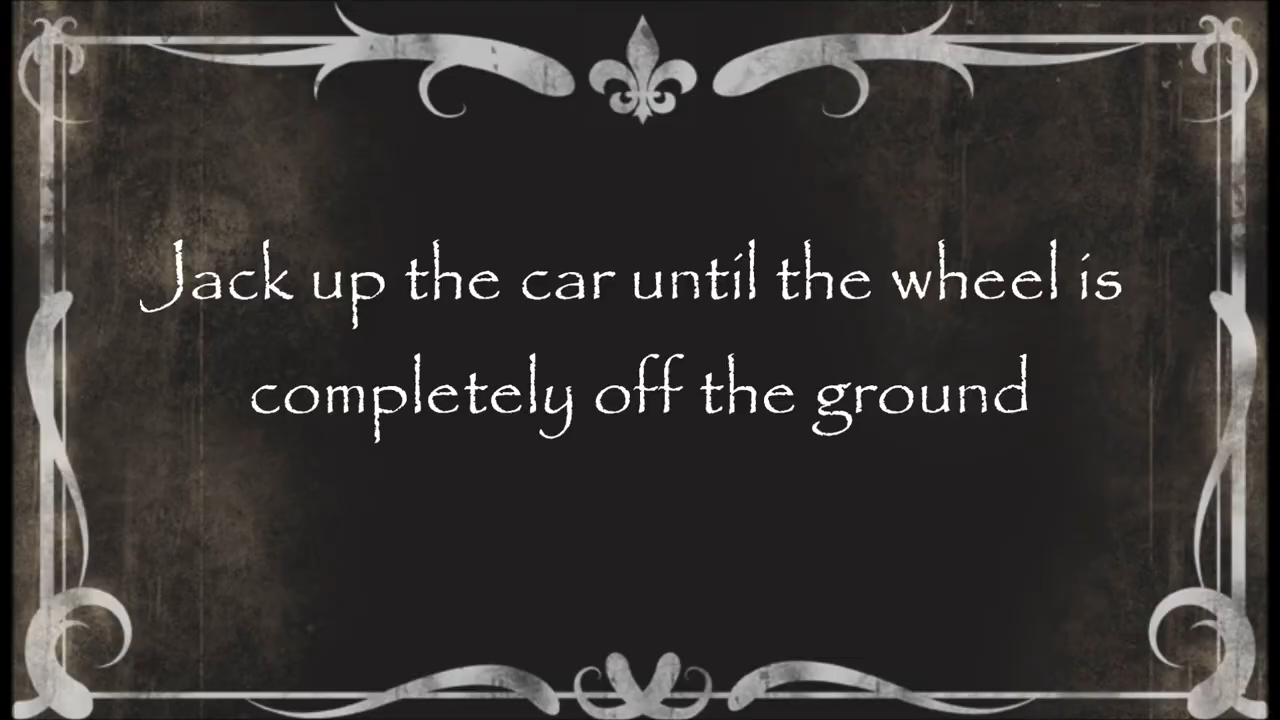 Jack up the car until the wheel is
completely off the ground